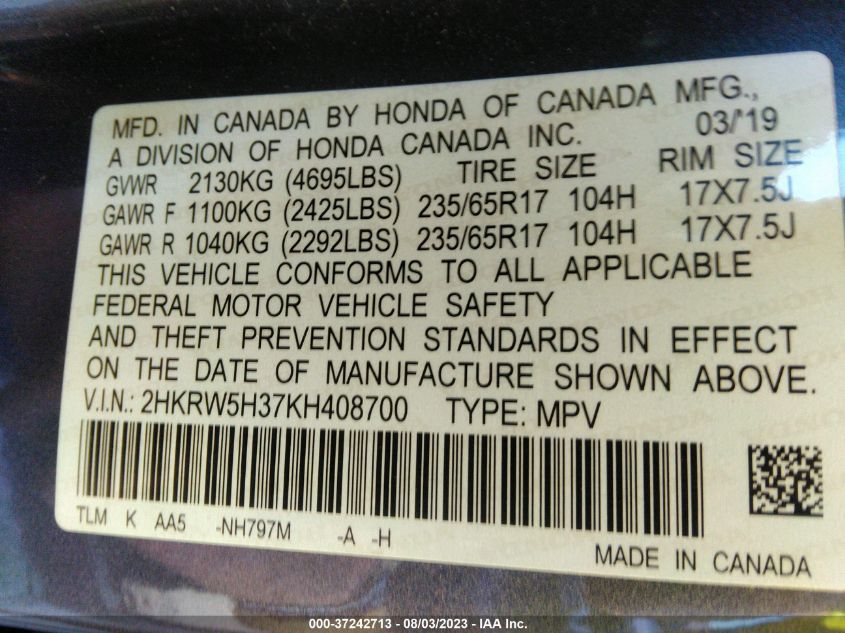 MFD. IN CANADA BY HONDA OF CANADA MFG.,
A DIVISION OF HONDA CANADA INC. 03/'19
GVWR 2130KG (4695LBS) TIRE SIZE RIM SIZE
GAWR F 1100KG (2425LBS) 235/65R17 104H 17X7.5J
GAWR R 1040KG (2292LBS) 235/65R17 104H 17X7.5J
THIS VEHICLE CONFORMS TO ALL APPLICABLE
FEDERAL MOTOR VEHICLE SAFETY
AND THEFT PREVENTION STANDARDS IN EFFECT
ON THE DATE OF MANUFACTURE SHOWN ABOVE.
V.I.N.: 2HKRW5H37KH408700 TYPE: MPV
TLM K AA5 -NH797M -A -H
MADE IN CANADA
000-37242713 - 08/03/2023 - IAA Inc.